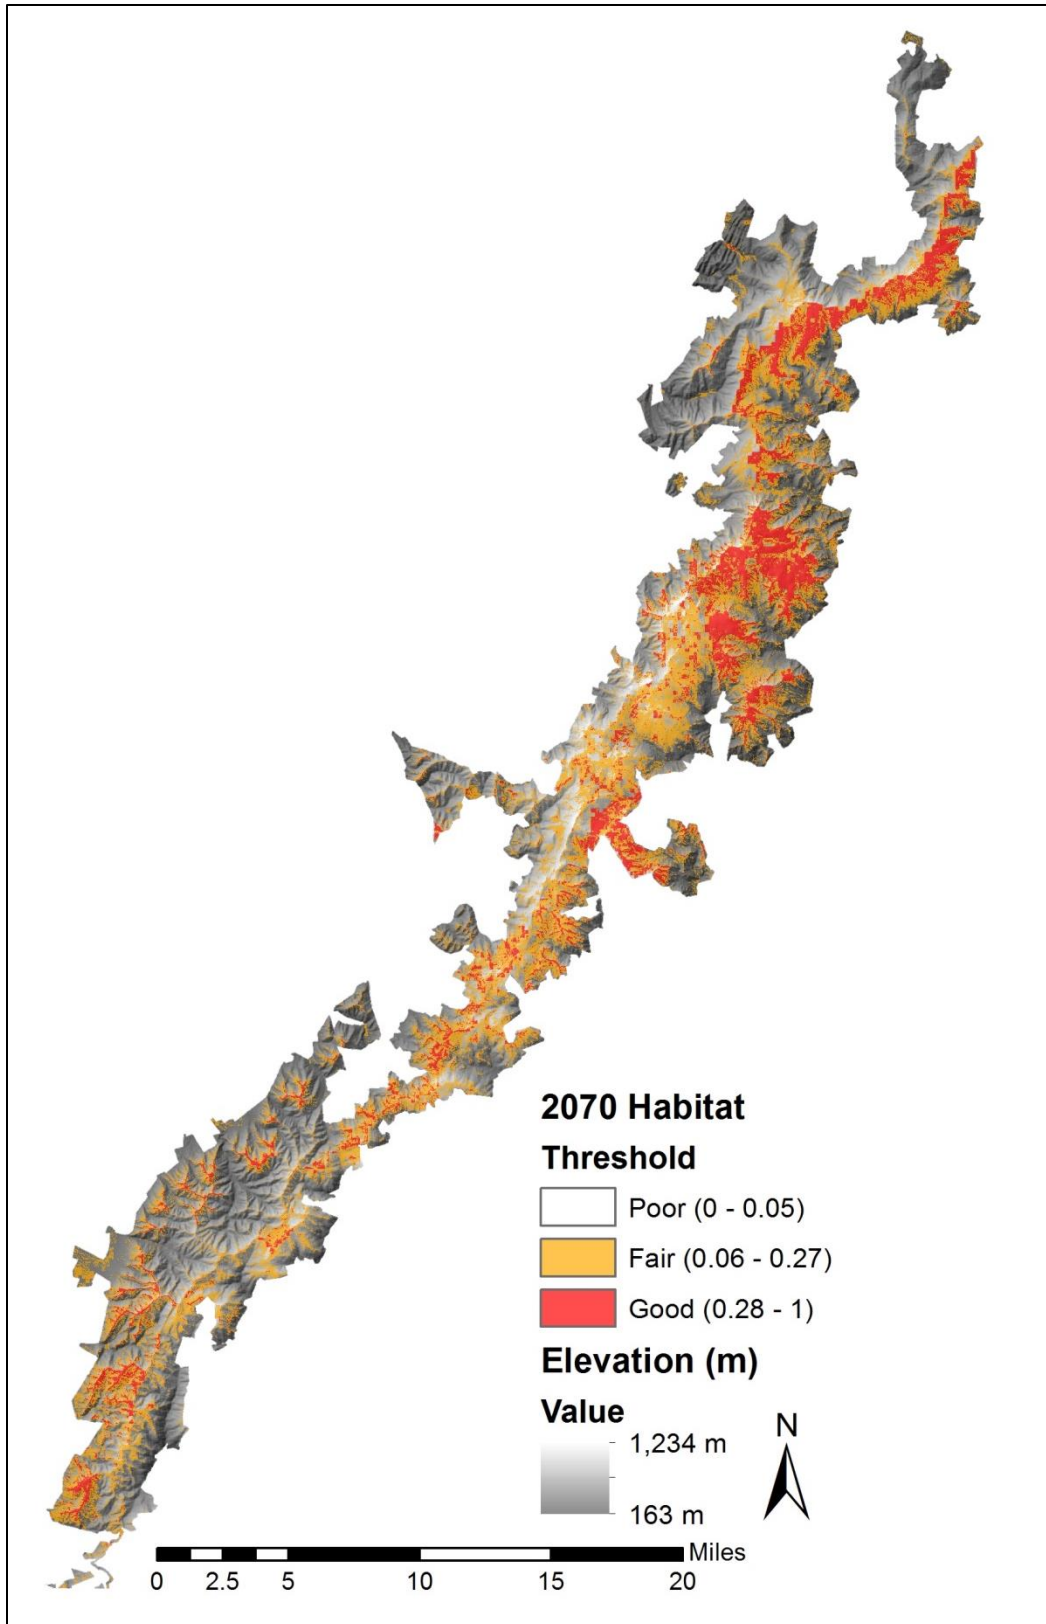 2070 Habitat
Threshold
Poor (0 - 0.05)
Fair (0.06 - 0.27)
Good (0.28 - 1)
Elevation (m)
Value
1,234 m
163 m
N
Miles
0 2.5 5 10 15 20